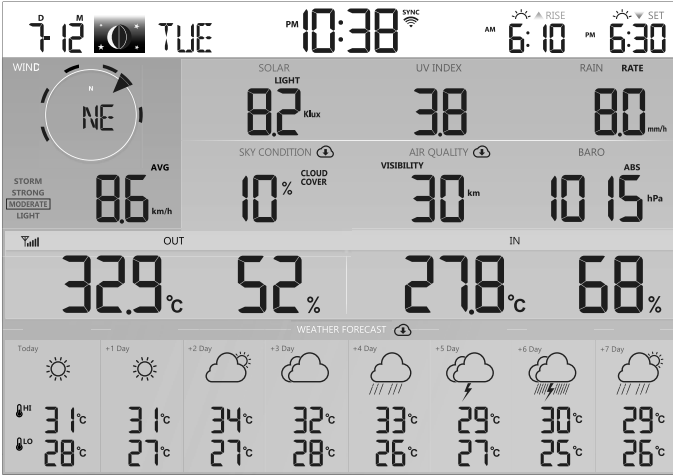 D M
7-12 TUE PM 10:38 SYNC AM 6:10 RISE PM 6:30 SET
WIND SOLAR UV INDEX RAIN RATE
LIGHT
N
NE 8.2 Klux 3.8 8.0 mm/h
SKY CONDITION AIR QUALITY BARO
AVG CLOUD COVER VISIBILITY ABS
STORM
STRONG
MODERATE
LIGHT
8.6 km/h 10 % 30 km 1015 hPa
OUT IN
32.9 °C 52 % 27.8 °C 68 %
WEATHER FORECAST
Today +1 Day +2 Day +3 Day +4 Day +5 Day +6 Day +7 Day
HI 31°C 31°C 34°C 32°C 33°C 29°C 30°C 29°C
LO 28°C 27°C 27°C 28°C 26°C 27°C 25°C 26°C